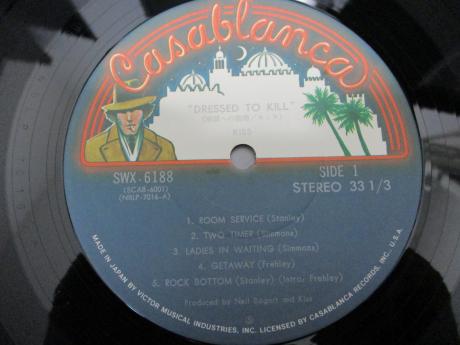 Casablanca
"DRESSED TO KILL"
KISS
SWX-6188
(SCAB-6001)
(NBLP-7016-A)
SIDE 1
STEREO 33 1/3
1. ROOM SERVICE (Stanley)
2. TWO TIMER (Simmons)
3. LADIES IN WAITING (Simmons)
4. GETAWAY (Frehley)
5. ROCK BOTTOM (Stanley) (Intro: Frehley)
Produced by Neil Bogart and Kiss
MADE IN JAPAN BY VICTOR MUSICAL INDUSTRIES, INC. LICENSED BY CASABLANCA RECORDS, INC., U.S.A.